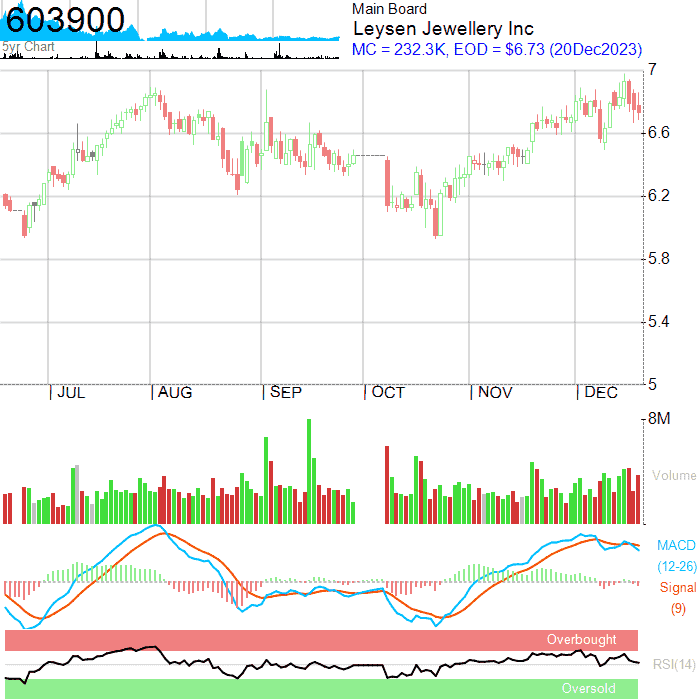 603900
5yr Chart
Main Board
Leysen Jewellery Inc
MC = 232.3K, EOD = $6.73 (20Dec2023)
7
6.6
6.2
5.8
5.4
5
JUL AUG SEP OCT NOV DEC
8M
Volume
MACD
(12-26)
Signal
(9)
Overbought
RSI(14)
Oversold